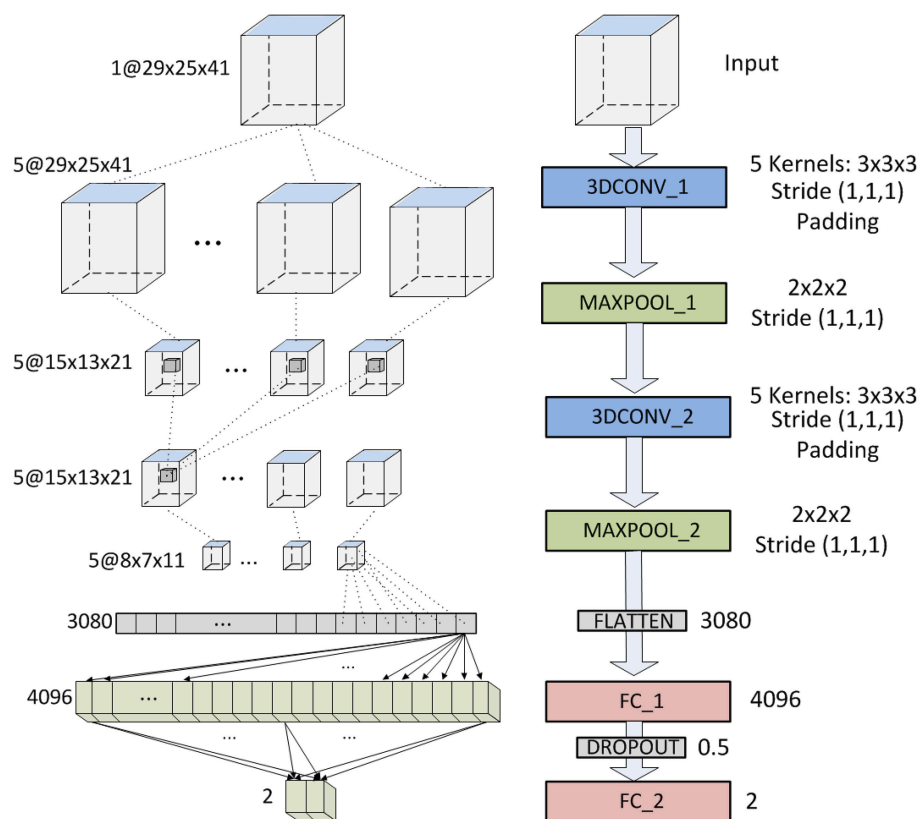 1@29x25x41
Input
5@29x25x41
3DCONV_1
5 Kernels: 3x3x3
Stride (1,1,1)
Padding
...
MAXPOOL_1
2x2x2
Stride (1,1,1)
5@15x13x21
...
3DCONV_2
5 Kernels: 3x3x3
Stride (1,1,1)
Padding
5@15x13x21
...
MAXPOOL_2
2x2x2
Stride (1,1,1)
5@8x7x11
...
3080
...
FLATTEN
3080
...
4096
...
FC_1
4096
...
...
DROPOUT
0.5
2
FC_2
2